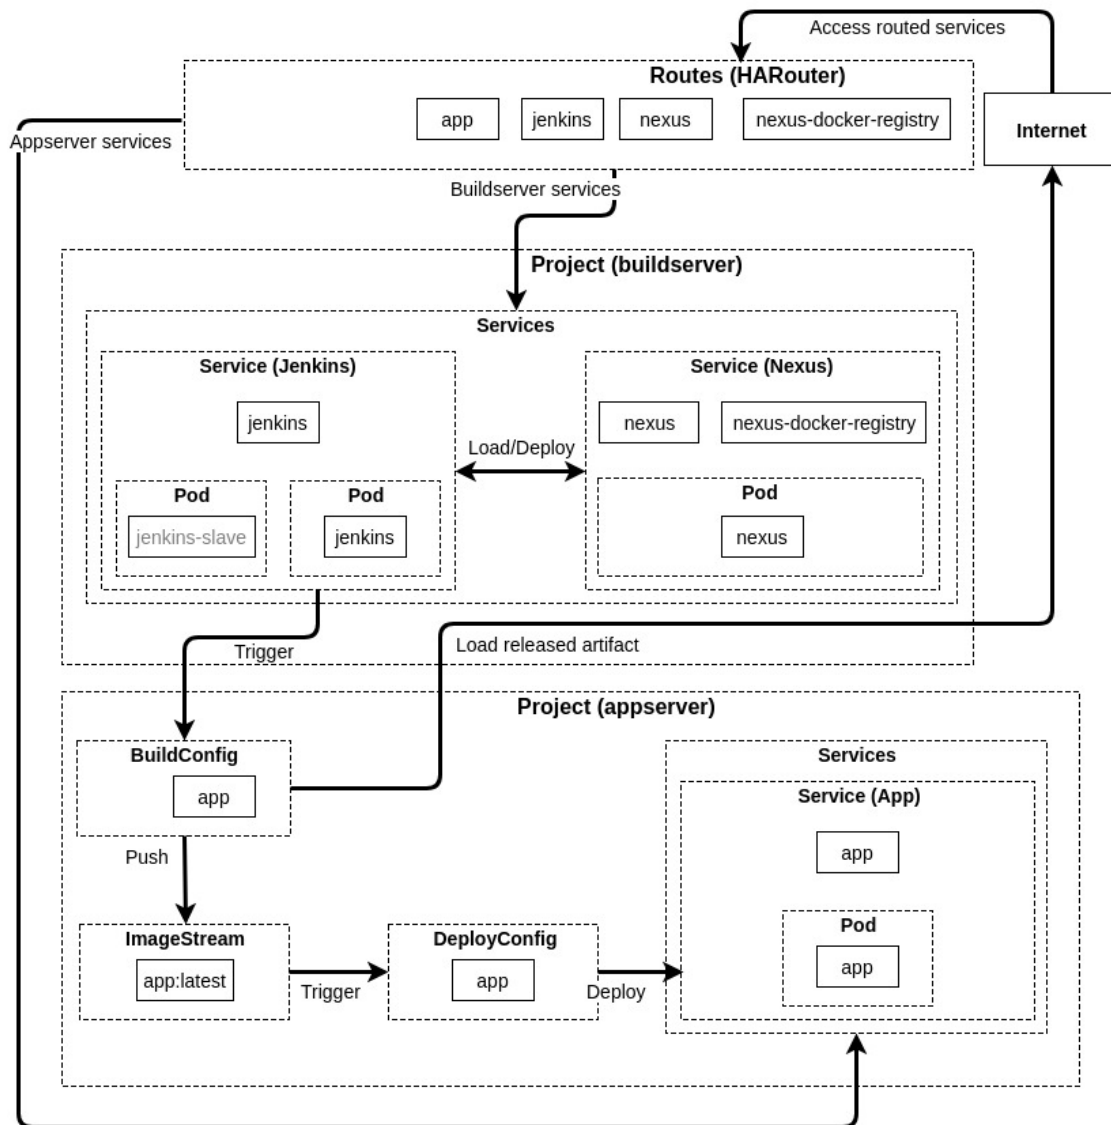 Access routed services
Routes (HARouter)
app
jenkins
nexus
nexus-docker-registry
Internet
Appserver services
Buildserver services
Project (buildserver)
Services
Service (Jenkins)
jenkins
Pod
jenkins-slave
Pod
jenkins
Load/Deploy
Service (Nexus)
nexus
nexus-docker-registry
Pod
nexus
Trigger
Load released artifact
Project (appserver)
BuildConfig
app
Push
ImageStream
app:latest
Trigger
DeployConfig
app
Deploy
Services
Service (App)
app
Pod
app